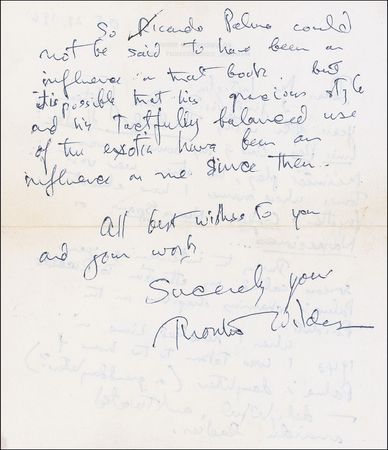 So Ricardo Palma could
not be said to have been an
influence on that book. But
it is possible that his gracious style
and his tactfully balanced use
of the exotic have been an
influence on me since then.
All best wishes to you
and your work
Sincerely yours
Thornton Wilder